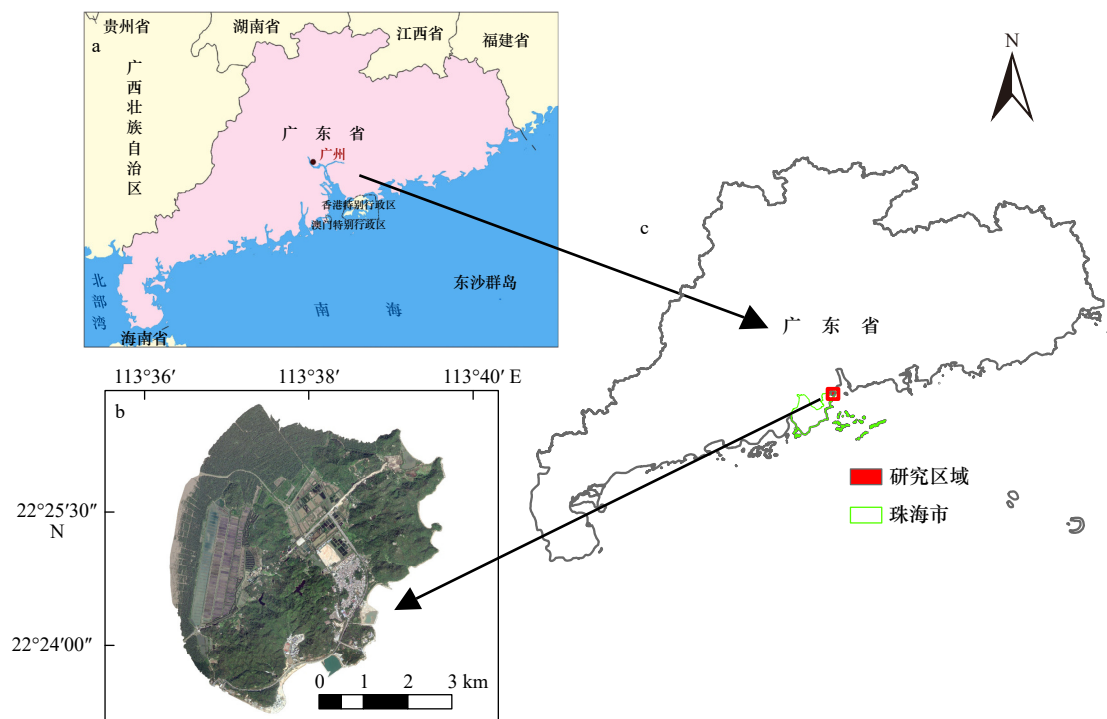 贵州省
湖南省
江西省
福建省
a
广西壮族自治区
广 东 省
广州
香港特别行政区
澳门特别行政区
东沙群岛
南 海
北部湾
海南省
N
c
广 东 省
研究区域
珠海市
113°36′
113°38′
113°40′ E
b
22°25′30″
N
22°24′00″
0 1 2 3 km